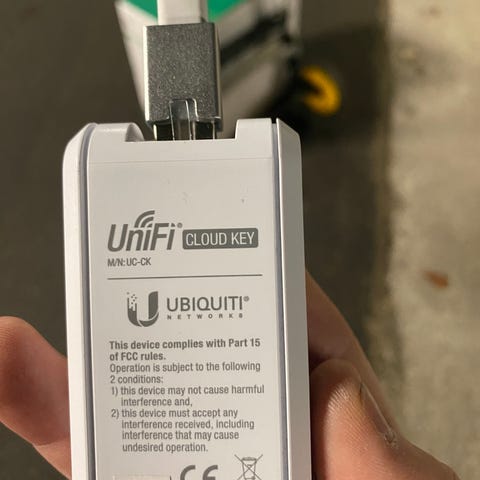 UniFi® CLOUD KEY
M/N: UC-CK
UBIQUITI®
NETWORKS
This device complies with Part 15
of FCC rules.
Operation is subject to the following
2 conditions:
1) this device may not cause harmful
interference and,
2) this device must accept any
interference received, including
interference that may cause
undesired operation.
CE